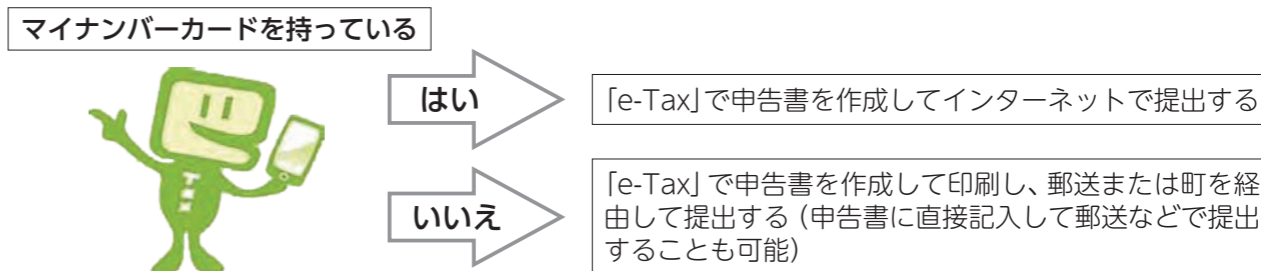 マイナンバーカードを持っている
はい
「e-Tax」で申告書を作成してインターネットで提出する
いいえ
「e-Tax」で申告書を作成して印刷し、郵送または町を経
由して提出する（申告書に直接記入して郵送などで提出
することも可能）
TAX